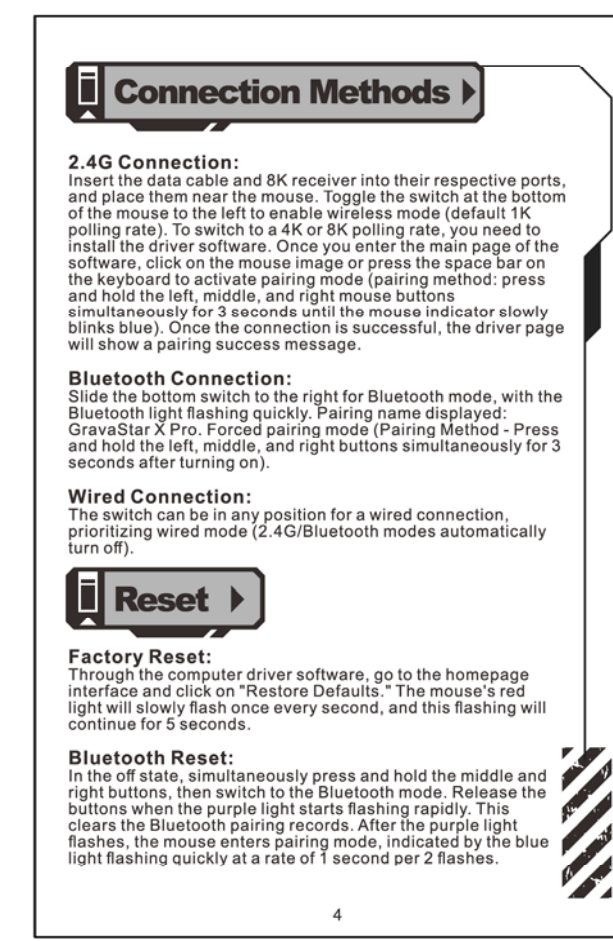 Connection Methods
2.4G Connection:
Insert the data cable and 8K receiver into their respective ports,
and place them near the mouse. Toggle the switch at the bottom
of the mouse to the left to enable wireless mode (default 1K
polling rate). To switch to a 4K or 8K polling rate, you need to
install the driver software. Once you enter the main page of the
software, click on the mouse image or press the space bar on
the keyboard to activate pairing mode (pairing method: press
and hold the left, middle, and right mouse buttons
simultaneously for 3 seconds until the mouse indicator slowly
blinks blue). Once the connection is successful, the driver page
will show a pairing success message.
Bluetooth Connection:
Slide the bottom switch to the right for Bluetooth mode, with the
Bluetooth light flashing quickly. Pairing name displayed:
GravaStar X Pro. Forced pairing mode (Pairing Method - Press
and hold the left, middle, and right buttons simultaneously for 3
seconds after turning on).
Wired Connection:
The switch can be in any position for a wired connection,
prioritizing wired mode (2.4G/Bluetooth modes automatically
turn off).
Reset
Factory Reset:
Through the computer driver software, go to the homepage
interface and click on "Restore Defaults." The mouse's red
light will slowly flash once every second, and this flashing will
continue for 5 seconds.
Bluetooth Reset:
In the off state, simultaneously press and hold the middle and
right buttons, then switch to the Bluetooth mode. Release the
buttons when the purple light starts flashing rapidly. This
clears the Bluetooth pairing records. After the purple light
flashes, the mouse enters pairing mode, indicated by the blue
light flashing quickly at a rate of 1 second per 2 flashes.
4